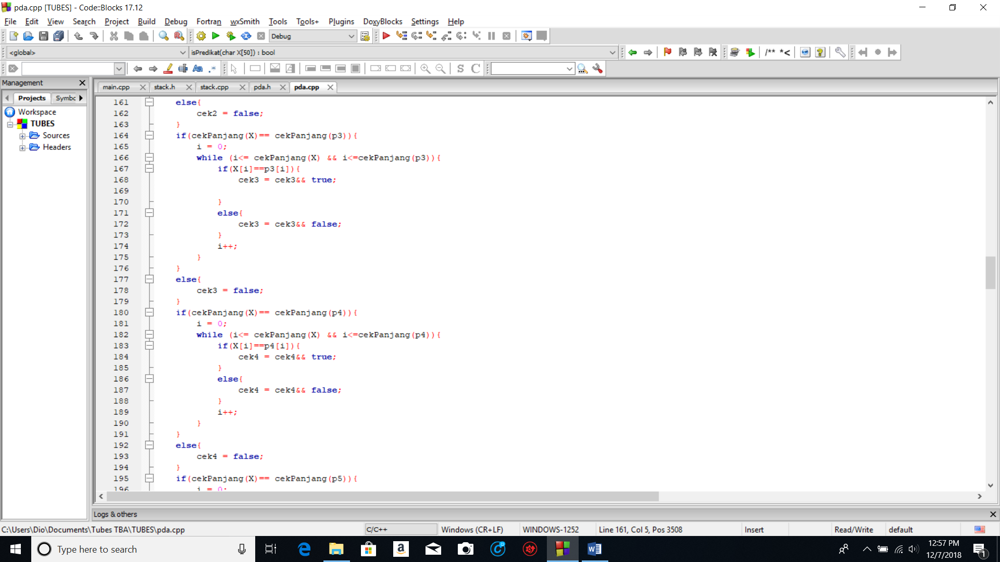 pda.cpp [TUBES] - Code::Blocks 17.12
File Edit View Search Project Build Debug Fortran wxSmith Tools Tools+ Plugins DoxyBlocks Settings Help
Debug
<global> isPredikat(char X[50]) : bool /** *<
Aa .* S C
Management
main.cpp stack.h stack.cpp pda.h pda.cpp
Projects Symbc
Workspace
TUBES
Sources
Headers
161 else{
162 cek2 = false;
163 }
164 if(cekPanjang(X)== cekPanjang(p3)){
165 i = 0;
166 while (i<= cekPanjang(X) && i<=cekPanjang(p3)){
167 if(X[i]==p3[i]){
168 cek3 = cek3&& true;
169
170 }
171 else{
172 cek3 = cek3&& false;
173 }
174 i++;
175 }
176 }
177 else{
178 cek3 = false;
179 }
180 if(cekPanjang(X)== cekPanjang(p4)){
181 i = 0;
182 while (i<= cekPanjang(X) && i<=cekPanjang(p4)){
183 if(X[i]==p4[i]){
184 cek4 = cek4&& true;
185 }
186 else{
187 cek4 = cek4&& false;
188 }
189 i++;
190 }
191 }
192 else{
193 cek4 = false;
194 }
195 if(cekPanjang(X)== cekPanjang(p5)){
196 i = 0;
Logs & others
C:\Users\Dio\Documents\Tubes TBA\TUBES\pda.cpp C/C++ Windows (CR+LF) WINDOWS-1252 Line 161, Col 5, Pos 3508 Insert Read/Write default
Type here to search
12:57 PM
12/7/2018
1